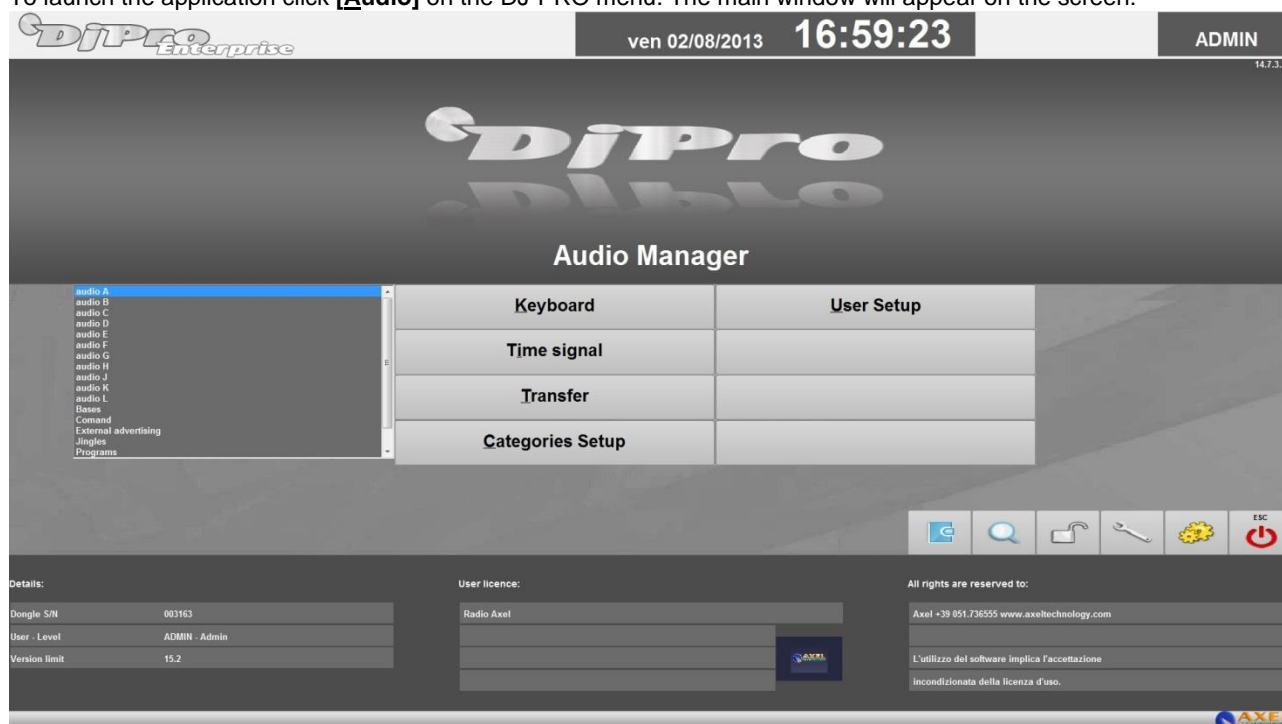 To launch the application click [Audio] on the DJ-PRO menu. The main window will appear on the screen.
DJPRO
Enterprise
ven 02/08/2013 16:59:23
ADMIN
14.7.3.
DjPro
Audio Manager
audio A
audio B
audio C
audio D
audio E
audio F
audio G
audio H
audio J
audio K
audio L
Bases
Comand
External advertising
Jingles
Programs
Keyboard
User Setup
Time signal
Transfer
Categories Setup
ESC
Details:
Dongle S/N 003163
User - Level ADMIN - Admin
Version limit 15.2
User licence:
Radio Axel
AXEL
All rights are reserved to:
Axel +39 051.736555 www.axeltechnology.com
L'utilizzo del software implica l'accettazione
incondizionata della licenza d'uso.
AXE